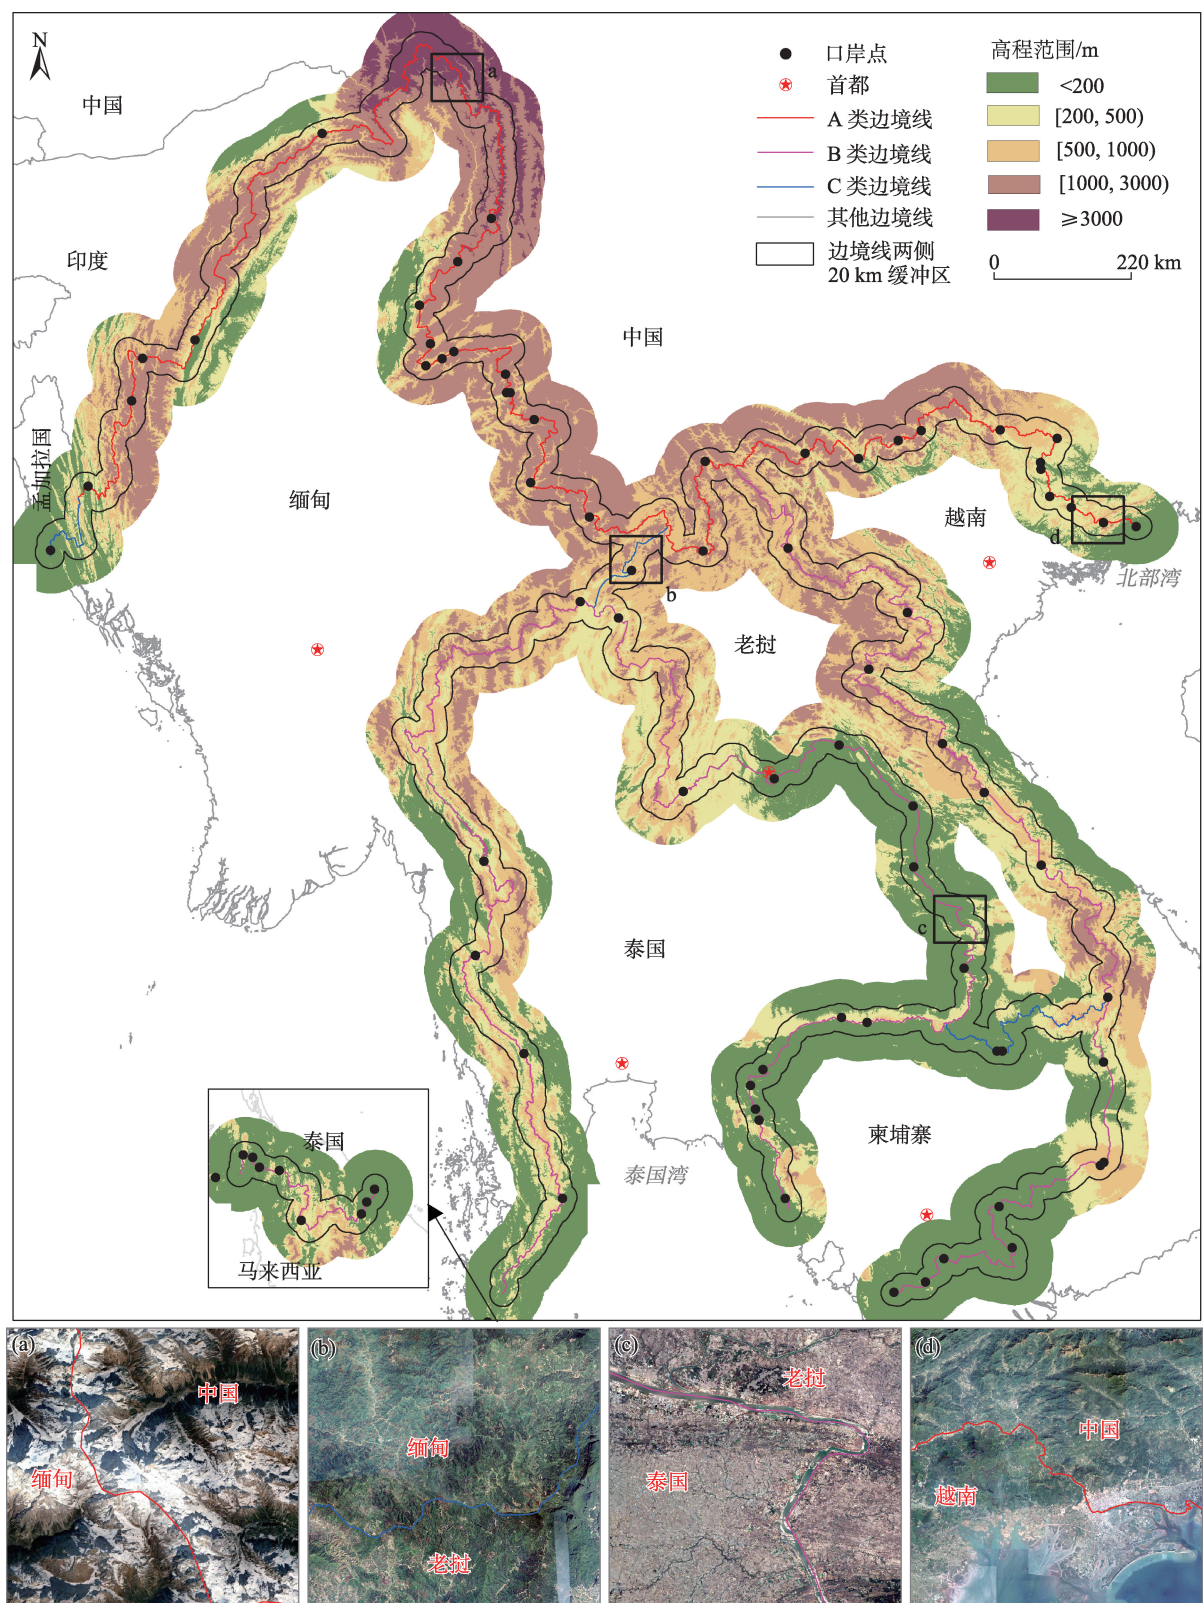 N
中国
印度
孟加拉国
缅甸
中国
越南
北部湾
老挝
泰国
泰国湾
柬埔寨
a
b
c
d
口岸点
首都
A 类边境线
B 类边境线
C 类边境线
其他边境线
边境线两侧
20 km 缓冲区
高程范围/m
<200
[200, 500)
[500, 1000)
[1000, 3000)
≥3000
0 220 km
泰国
马来西亚
(a)
中国
缅甸
(b)
缅甸
老挝
(c)
老挝
泰国
(d)
中国
越南